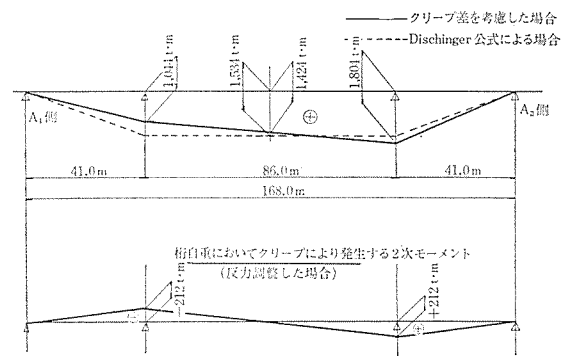 クリープ差を考慮した場合
Dischinger 公式による場合
1,044 t·m
1,534 t·m
1,424 t·m
1,804 t·m
A₁側
⊕
A₂側
41.0m
86.0m
41.0m
168.0m
桁自重においてクリープにより発生する2次モーメント
(反力調整した場合)
−212t·m
+212t·m
⊕